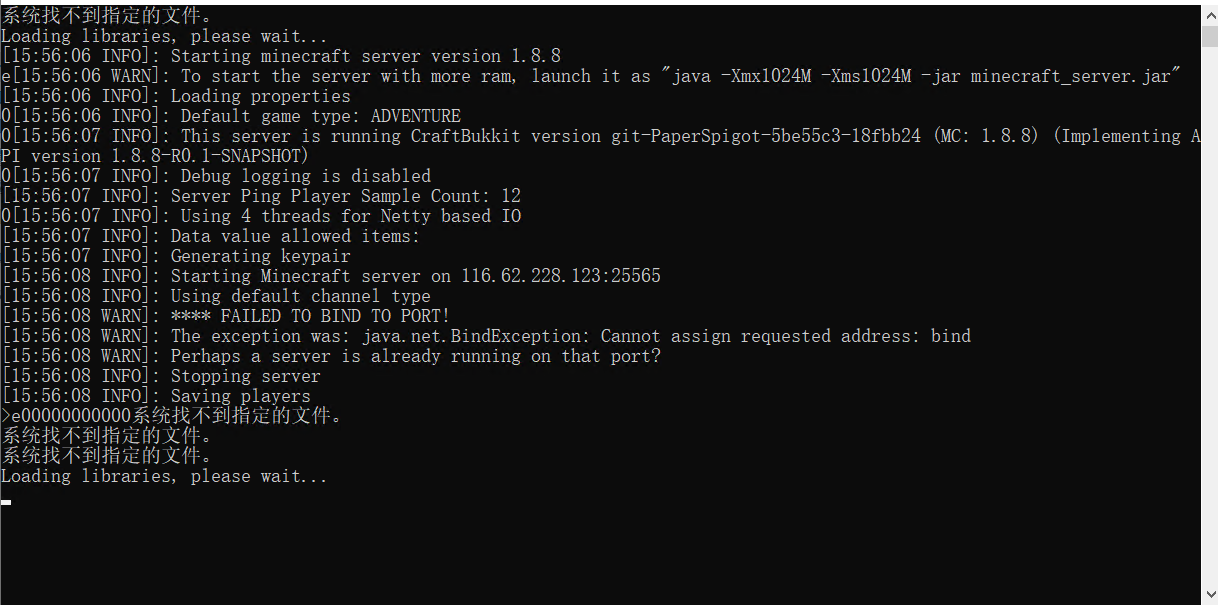 系统找不到指定的文件。
Loading libraries, please wait...
[15:56:06 INFO]: Starting minecraft server version 1.8.8
e[15:56:06 WARN]: To start the server with more ram, launch it as "java -Xmx1024M -Xms1024M -jar minecraft_server.jar"
[15:56:06 INFO]: Loading properties
0[15:56:06 INFO]: Default game type: ADVENTURE
0[15:56:07 INFO]: This server is running CraftBukkit version git-PaperSpigot-5be55c3-18fbb24 (MC: 1.8.8) (Implementing A
PI version 1.8.8-R0.1-SNAPSHOT)
0[15:56:07 INFO]: Debug logging is disabled
[15:56:07 INFO]: Server Ping Player Sample Count: 12
0[15:56:07 INFO]: Using 4 threads for Netty based IO
[15:56:07 INFO]: Data value allowed items:
[15:56:07 INFO]: Generating keypair
[15:56:08 INFO]: Starting Minecraft server on 116.62.228.123:25565
[15:56:08 INFO]: Using default channel type
[15:56:08 WARN]: **** FAILED TO BIND TO PORT!
[15:56:08 WARN]: The exception was: java.net.BindException: Cannot assign requested address: bind
[15:56:08 WARN]: Perhaps a server is already running on that port?
[15:56:08 INFO]: Stopping server
[15:56:08 INFO]: Saving players
>e00000000000系统找不到指定的文件。
系统找不到指定的文件。
系统找不到指定的文件。
Loading libraries, please wait...